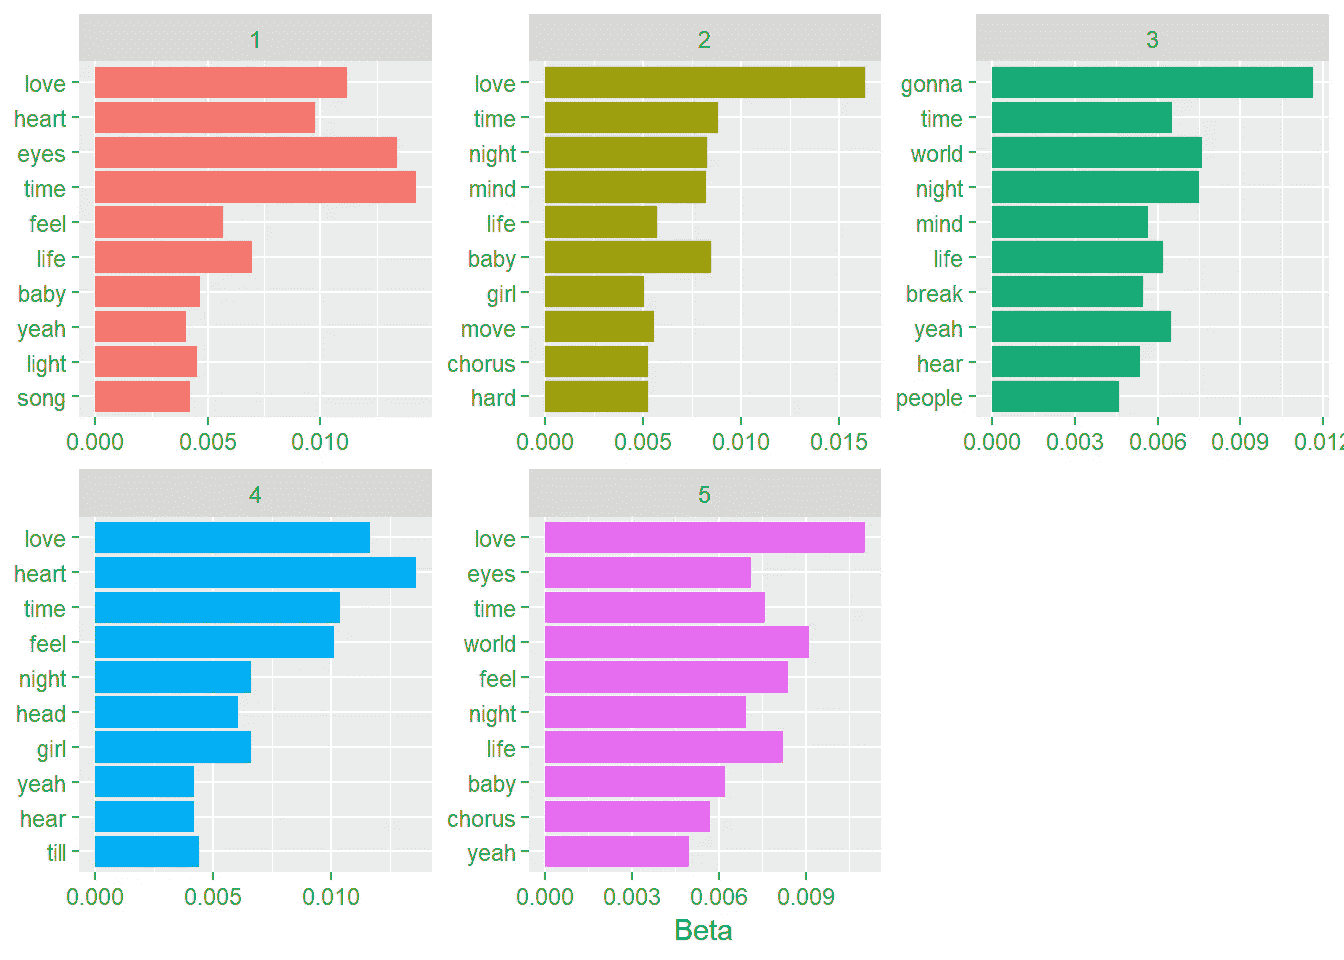 1
love
heart
eyes
time
feel
life
baby
yeah
light
song
0.000 0.005 0.010
2
love
time
night
mind
life
baby
girl
move
chorus
hard
0.000 0.005 0.010 0.015
3
gonna
time
world
night
mind
life
break
yeah
hear
people
0.000 0.003 0.006 0.009 0.012
4
love
heart
time
feel
night
head
girl
yeah
hear
till
0.000 0.005 0.010
5
love
eyes
time
world
feel
night
life
baby
chorus
yeah
0.000 0.003 0.006 0.009
Beta